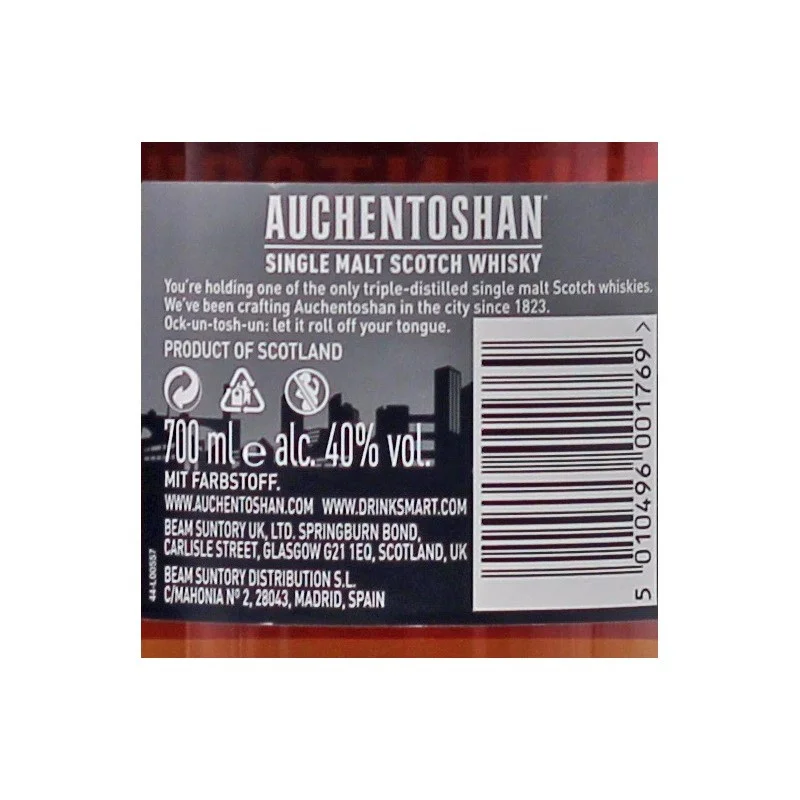 AUCHENTOSHAN
SINGLE MALT SCOTCH WHISKY
You're holding one of the only triple-distilled single malt Scotch whiskies.
We've been crafting Auchentoshan in the city since 1823.
Ock-un-tosh-un: let it roll off your tongue.
PRODUCT OF SCOTLAND
700 ml e alc. 40% vol.
MIT FARBSTOFF.
WWW.AUCHENTOSHAN.COM WWW.DRINKSMART.COM
BEAM SUNTORY UK, LTD. SPRINGBURN BOND,
CARLISLE STREET, GLASGOW G21 1EQ, SCOTLAND, UK
BEAM SUNTORY DISTRIBUTION S.L.
C/MAHONIA Nº 2, 28043, MADRID, SPAIN
44-L00557
5 010496 001769 >